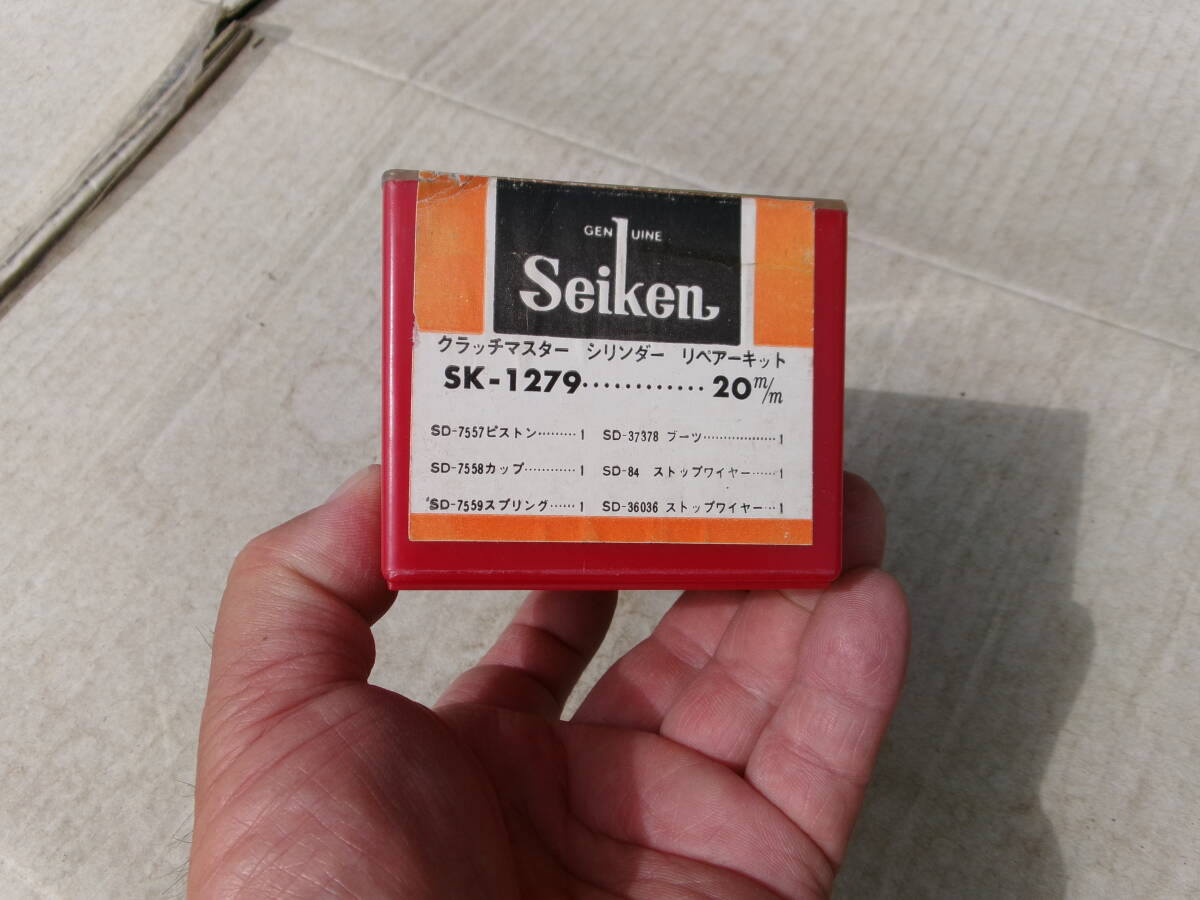 GENUINE
Seiken
クラッチマスター シリンダー リペアーキット
SK-1279............20 m/m
SD-7557ピストン.........1 SD-37378 ブーツ..................1
SD-7558カップ............1 SD-84 ストップワイヤー......1
SD-7559スプリング......1 SD-36036 ストップワイヤー...1